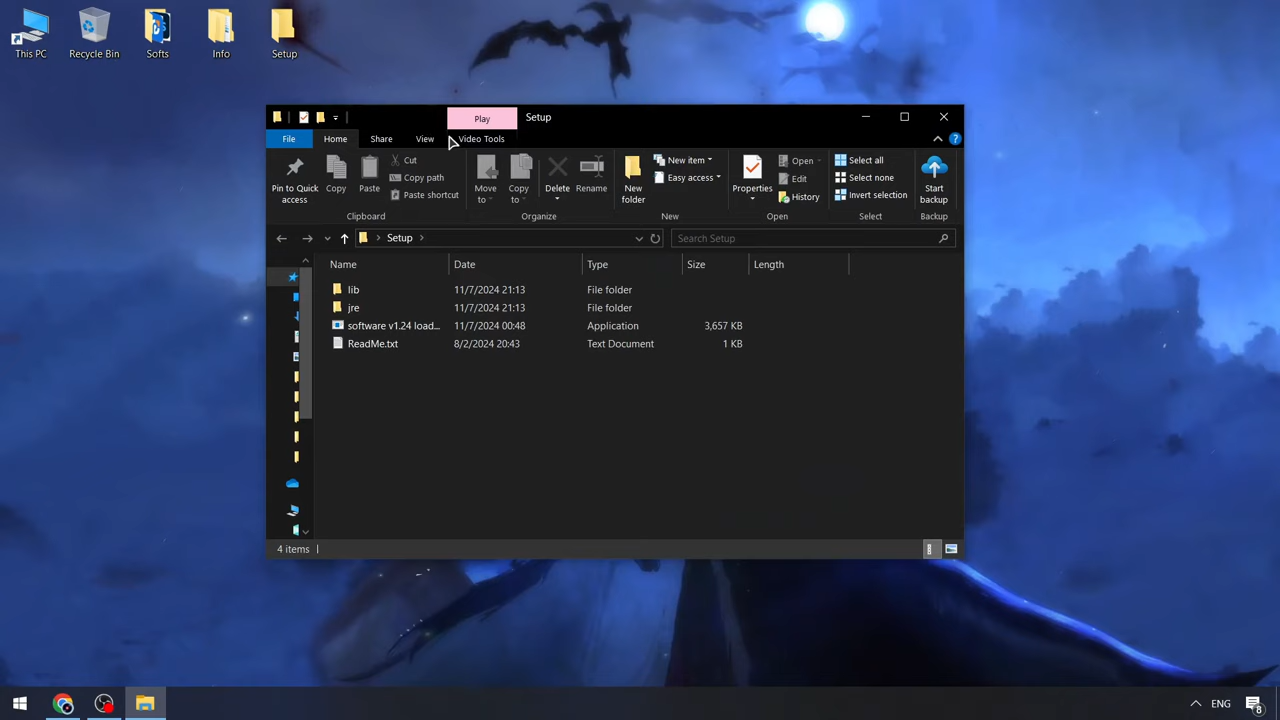 This PC
Recycle Bin
Softs
Info
Setup
Play
Setup
File
Home
Share
View
Video Tools
Pin to Quick access
Copy
Paste
Cut
Copy path
Paste shortcut
Clipboard
Move to
Copy to
Delete
Rename
Organize
New folder
New item
Easy access
New
Properties
Open
Edit
History
Open
Select all
Select none
Invert selection
Select
Start backup
Backup
Setup
Search Setup
Name Date Type Size Length
lib 11/7/2024 21:13 File folder
jre 11/7/2024 21:13 File folder
software v1.24 load... 11/7/2024 00:48 Application 3,657 KB
ReadMe.txt 8/2/2024 20:43 Text Document 1 KB
4 items
ENG
8